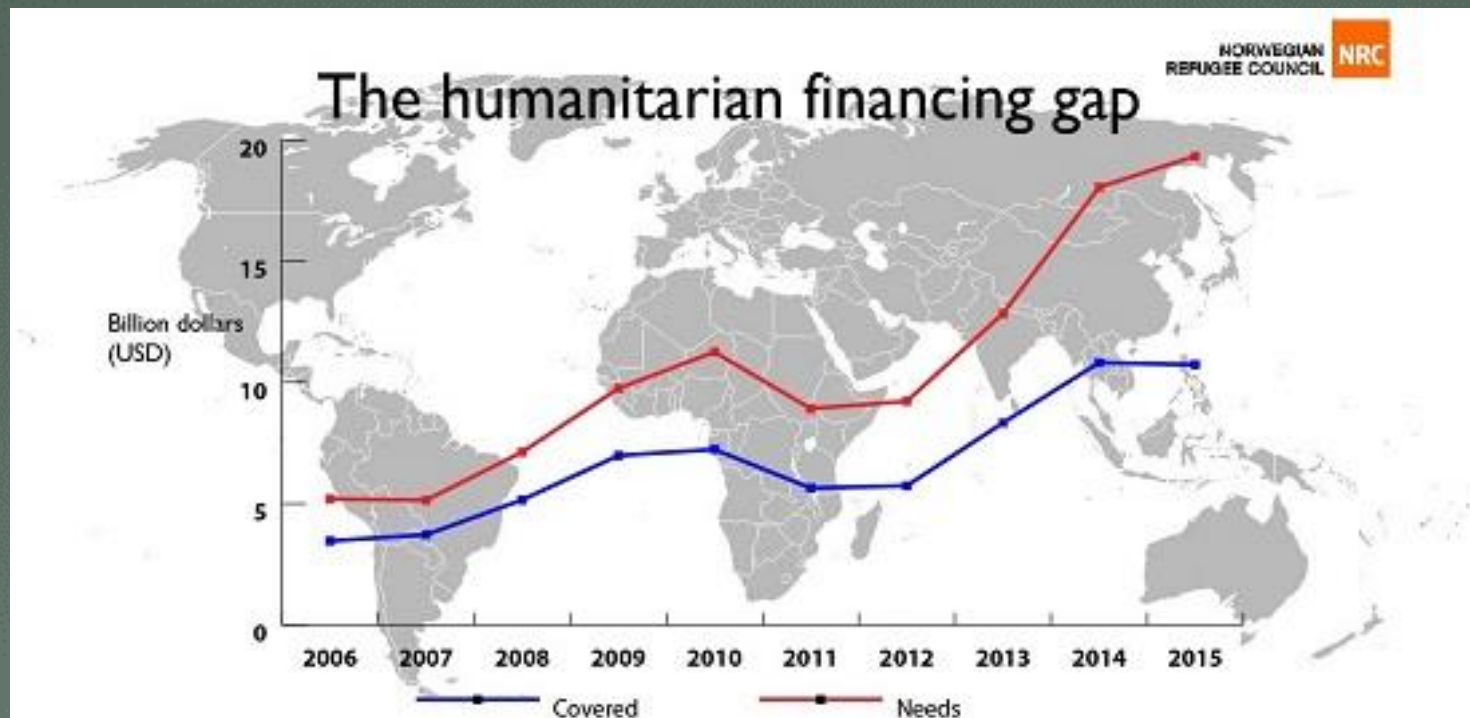 NORWEGIAN
REFUGEE COUNCIL
NRC
The humanitarian financing gap
20
15
Billion dollars
(USD)
10
5
0
2006 2007 2008 2009 2010 2011 2012 2013 2014 2015
Covered Needs